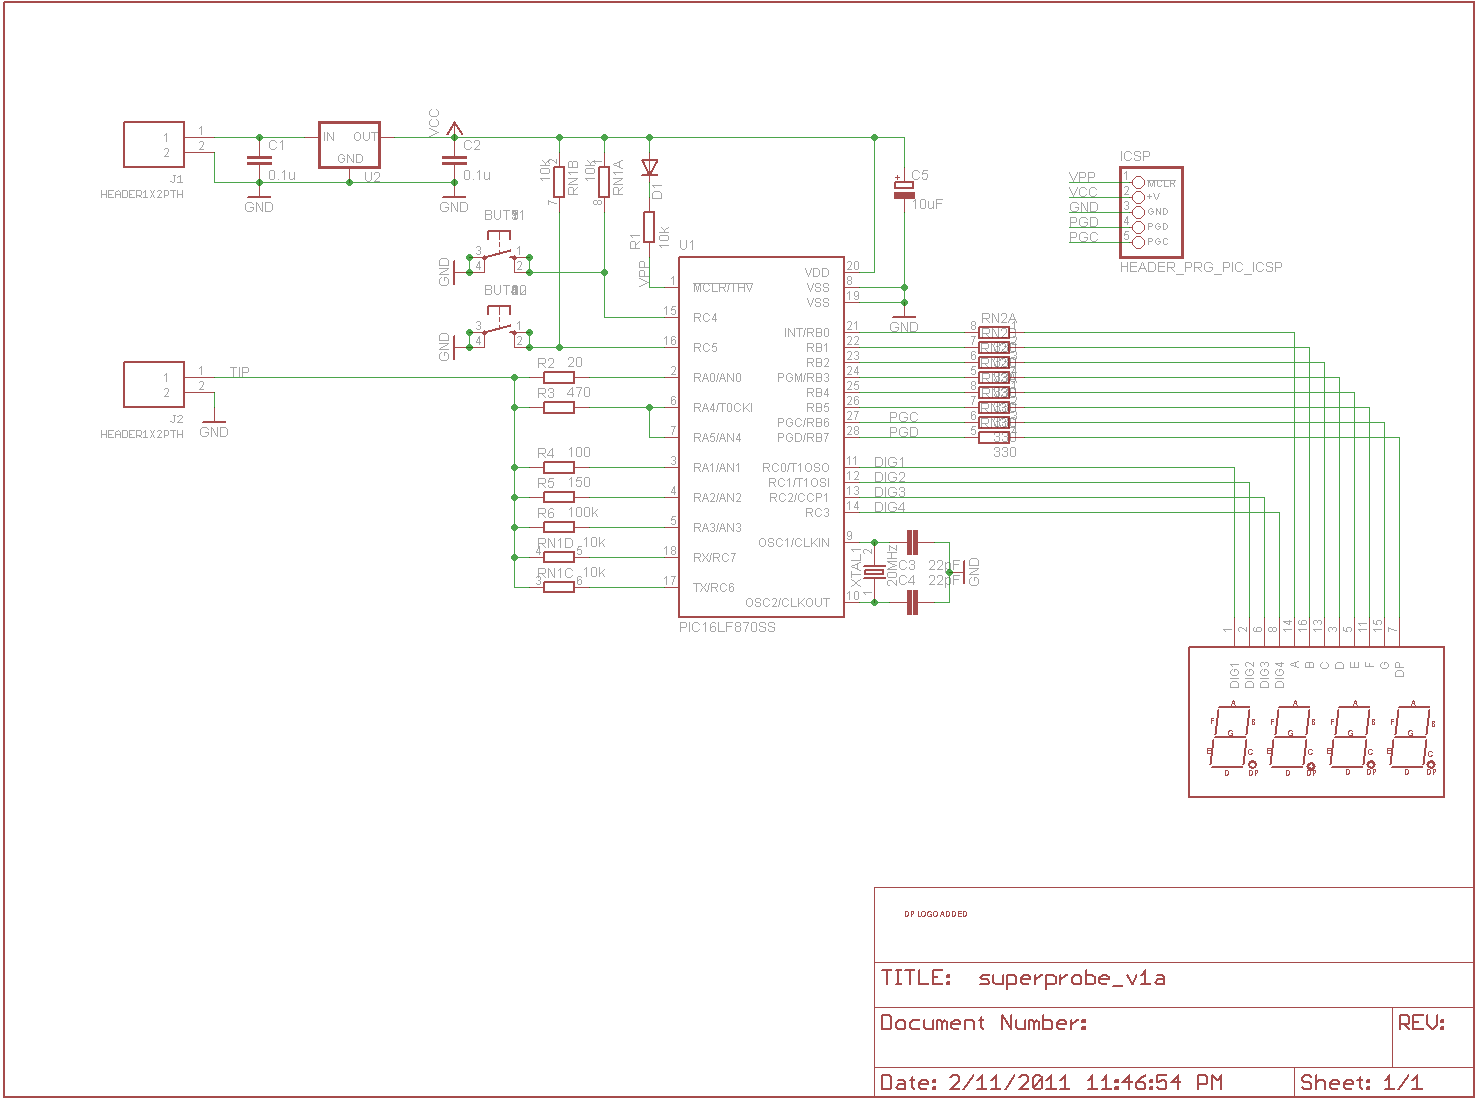 1
2
1
2
J1
HEADER1X2PTH
C1
0.1u
GND
IN OUT
GND
U2
VCC
C2
0.1u
GND
10k
2
RN1B
7
10k
1
RN1A
8
D1
R1
10k
VPP
C5
+
10uF
ICSP
VPP 1 MCLR
VCC 2 +V
GND 3 GND
PGD 4 PGD
PGC 5 PGC
HEADER_PRG_PIC_ICSP
GND
3 1
4 2
GND
3 1
4 2
U1
1 MCLR/THV
15 RC4
16 RC5
2 RA0/AN0
6 RA4/T0CKI
7 RA5/AN4
3 RA1/AN1
4 RA2/AN2
5 RA3/AN3
18 RX/RC7
17 TX/RC6
VDD 20
VSS 8
VSS 19
GND
INT/RB0 21
RB1 22
RB2 23
PGM/RB3 24
RB4 25
RB5 26
PGC/RB6 27 PGC
PGD/RB7 28 PGD
RC0/T1OSO 11 DIG1
RC1/T1OSI 12 DIG2
RC2/CCP1 13 DIG3
RC3 14 DIG4
OSC1/CLKIN 9
OSC2/CLKOUT 10
PIC16LF870SS
RN2A
8
7
6
5
8
7
6
5
330
1
2
1
2
TIP
J2
HEADER1X2PTH
GND
R2 20
R3 470
R4 100
R5 150
R6 100k
RN1D 10k
4 5
RN1C 10k
3 6
XTAL1
2
1
20MHz
C3 22pF
C4 22pF
GND
1 2 6 8 14 16 13 3 5 11 15 7
DIG1 DIG2 DIG3 DIG4 A B C D E F G DP
A A A A
F B F B F B F B
G G G G
E C E C E C E C
D DP D DP D DP D DP
DP LOGO ADDED
TITLE: superprobe_v1a
Document Number:
REV:
Date: 2/11/2011 11:46:54 PM
Sheet: 1/1